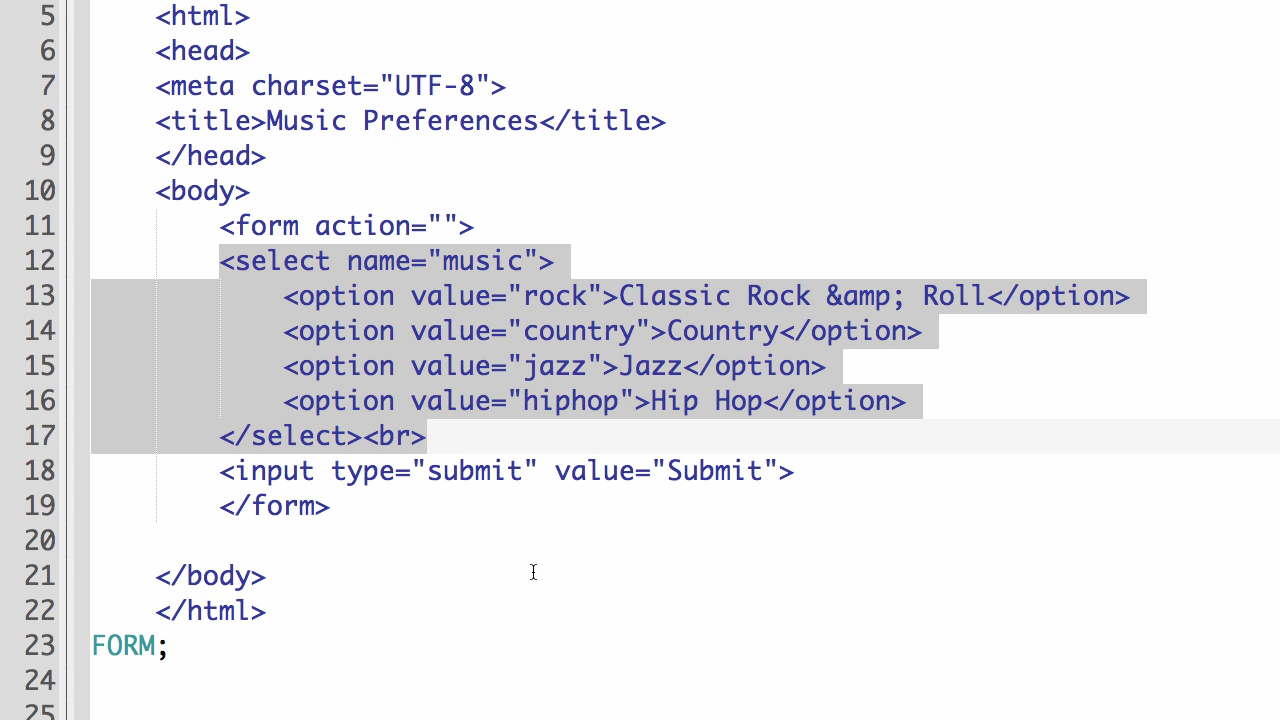 5 <html>
6 <head>
7 <meta charset="UTF-8">
8 <title>Music Preferences</title>
9 </head>
10 <body>
11 <form action="">
12 <select name="music">
13 <option value="rock">Classic Rock &amp; Roll</option>
14 <option value="country">Country</option>
15 <option value="jazz">Jazz</option>
16 <option value="hiphop">Hip Hop</option>
17 </select><br>
18 <input type="submit" value="Submit">
19 </form>
20
21 </body>
22 </html>
23 FORM;
24
25